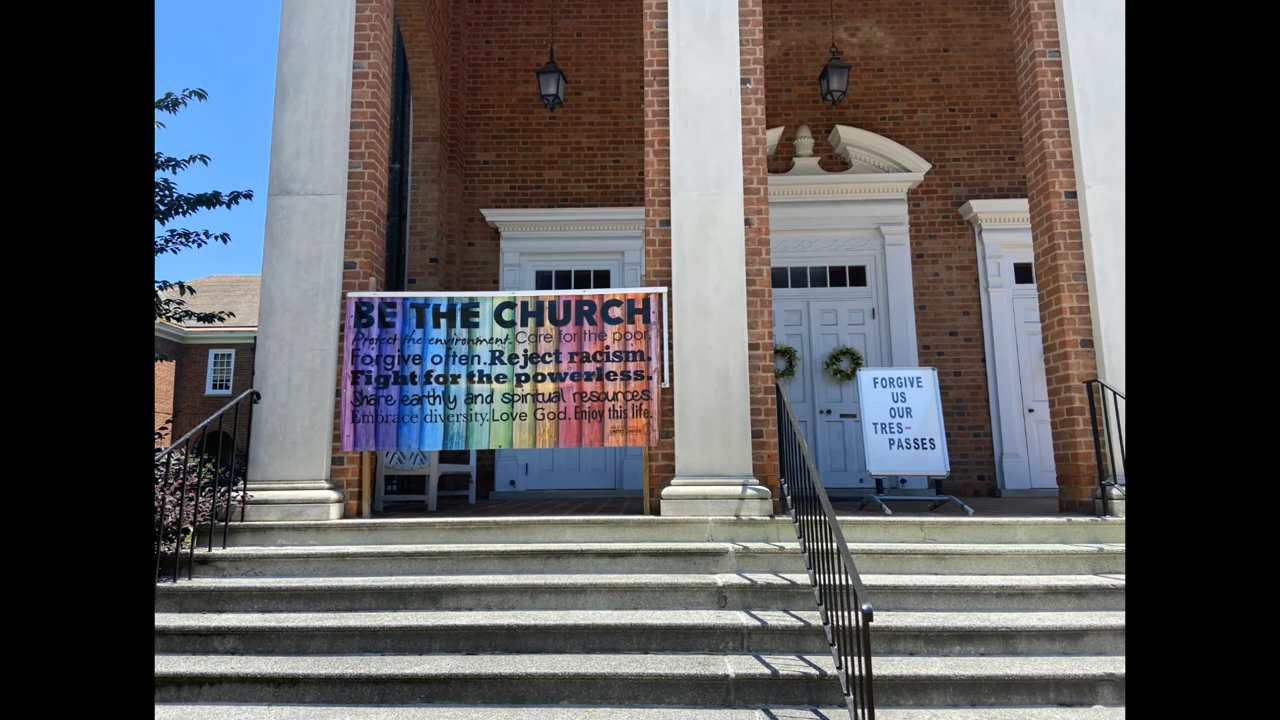 BE THE CHURCH
Protect the environment. Care for the poor.
Forgive often. Reject racism.
Fight for the powerless.
Share earthly and spiritual resources.
Embrace diversity. Love God. Enjoy this life.
FORGIVE
US
OUR
TRES-
PASSES